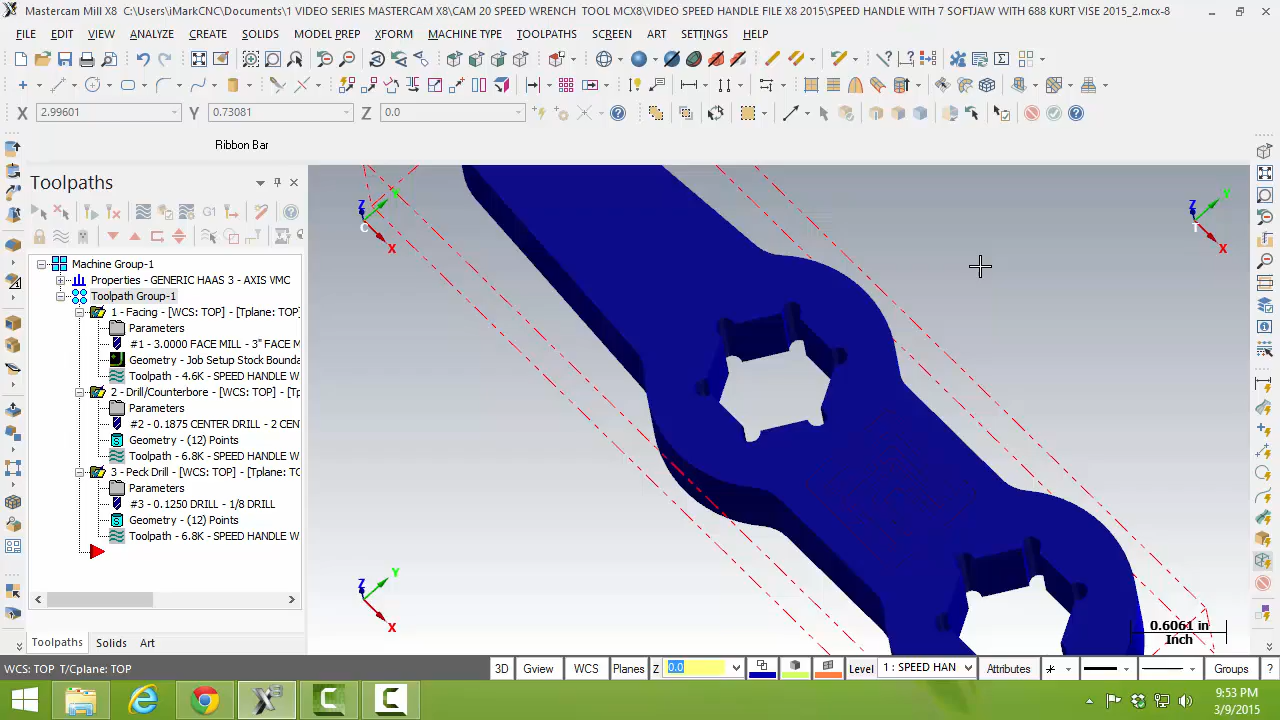 Mastercam Mill X8 C:\Users\iMarkCNC\Documents\1 VIDEO SERIES MASTERCAM X8\CAM 20 SPEED WRENCH TOOL MCX8\VIDEO SPEED HANDLE FILE X8 2015\SPEED HANDLE WITH 7 SOFTJAW WITH 688 KURT VISE 2015_2.mcx-8
FILE EDIT VIEW ANALYZE CREATE SOLIDS MODEL PREP XFORM MACHINE TYPE TOOLPATHS SCREEN ART SETTINGS HELP
X 2.99601 Y 0.73081 Z 0.0
Ribbon Bar
Toolpaths
G1
Machine Group-1
Properties - GENERIC HAAS 3 - AXIS VMC
Toolpath Group-1
1 - Facing - [WCS: TOP] - [Tplane: TOP]
Parameters
#1 - 3.0000 FACE MILL - 3" FACE M
Geometry - Job Setup Stock Bounda
Toolpath - 4.6K - SPEED HANDLE W
2 - Drill/Counterbore - [WCS: TOP] - [Tp
Parameters
#2 - 0.1875 CENTER DRILL - 2 CEN
Geometry - (12) Points
Toolpath - 6.8K - SPEED HANDLE W
3 - Peck Drill - [WCS: TOP] - [Tplane: TO
Parameters
#3 - 0.1250 DRILL - 1/8 DRILL
Geometry - (12) Points
Toolpath - 6.8K - SPEED HANDLE W
Toolpaths Solids Art
Z Y X C
Z Y X T
Z Y X
0.6061 in
Inch
WCS: TOP T/Cplane: TOP 3D Gview WCS Planes Z 0.0 Level 1 : SPEED HAN Attributes Groups ?
9:53 PM
3/9/2015